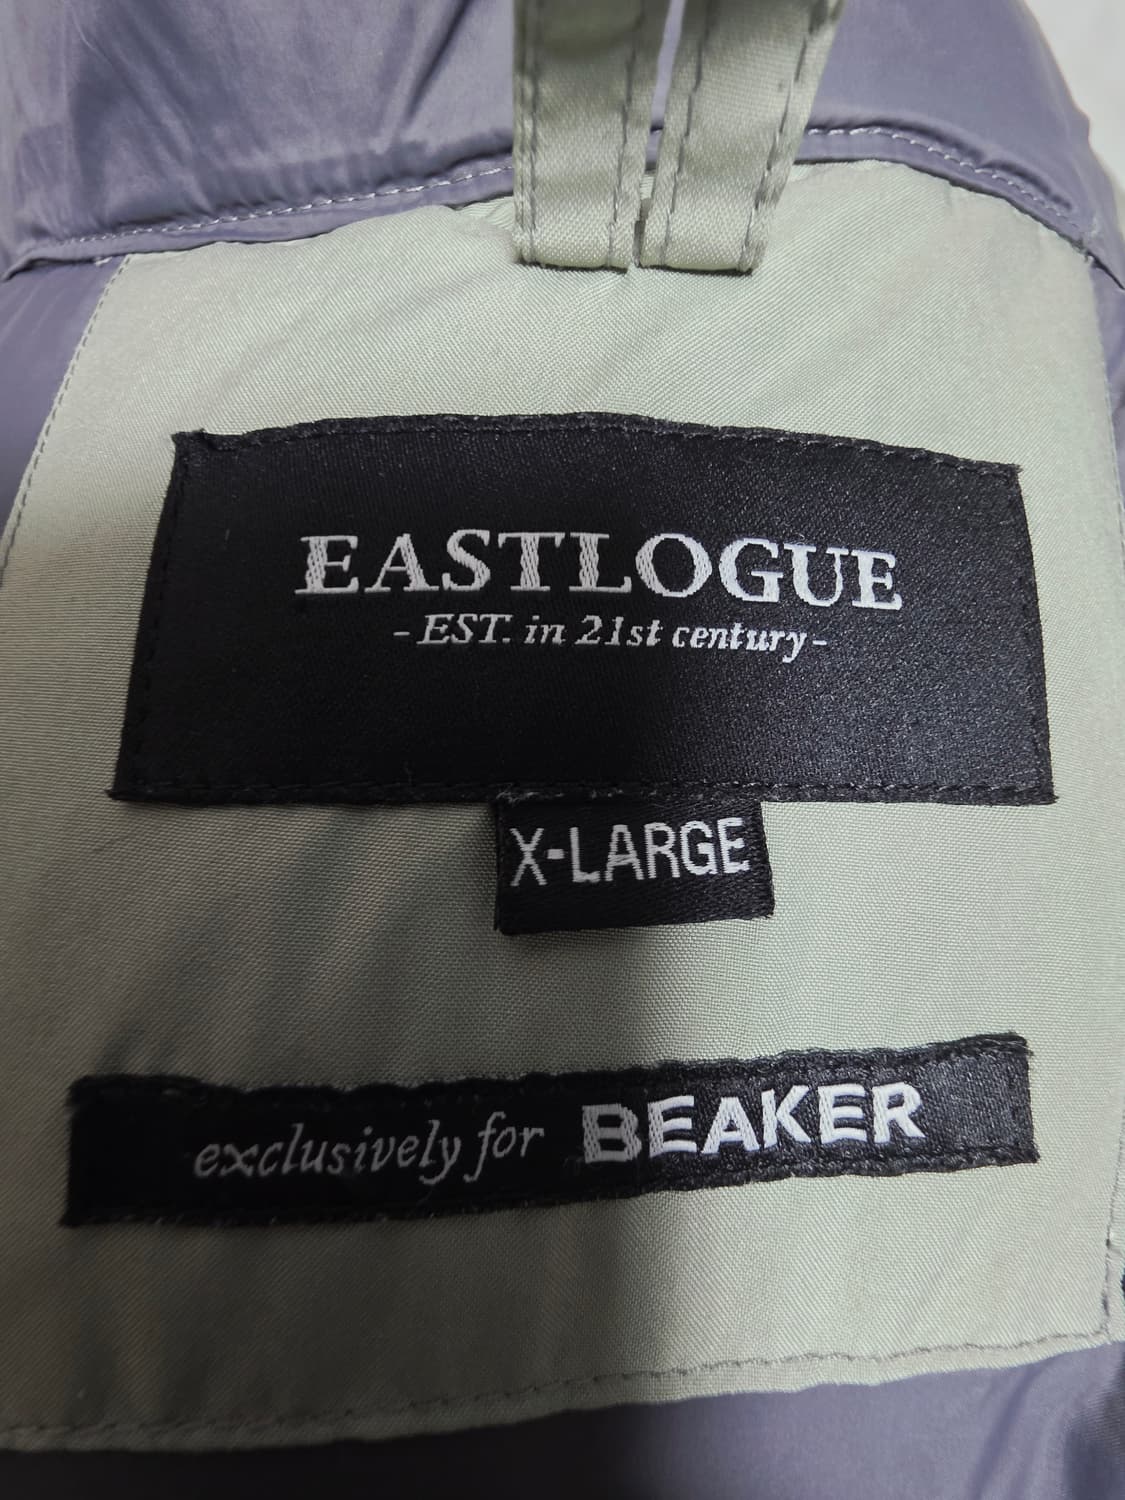 EASTLOGUE
- EST. in 21st century -
X-LARGE
exclusively for BEAKER